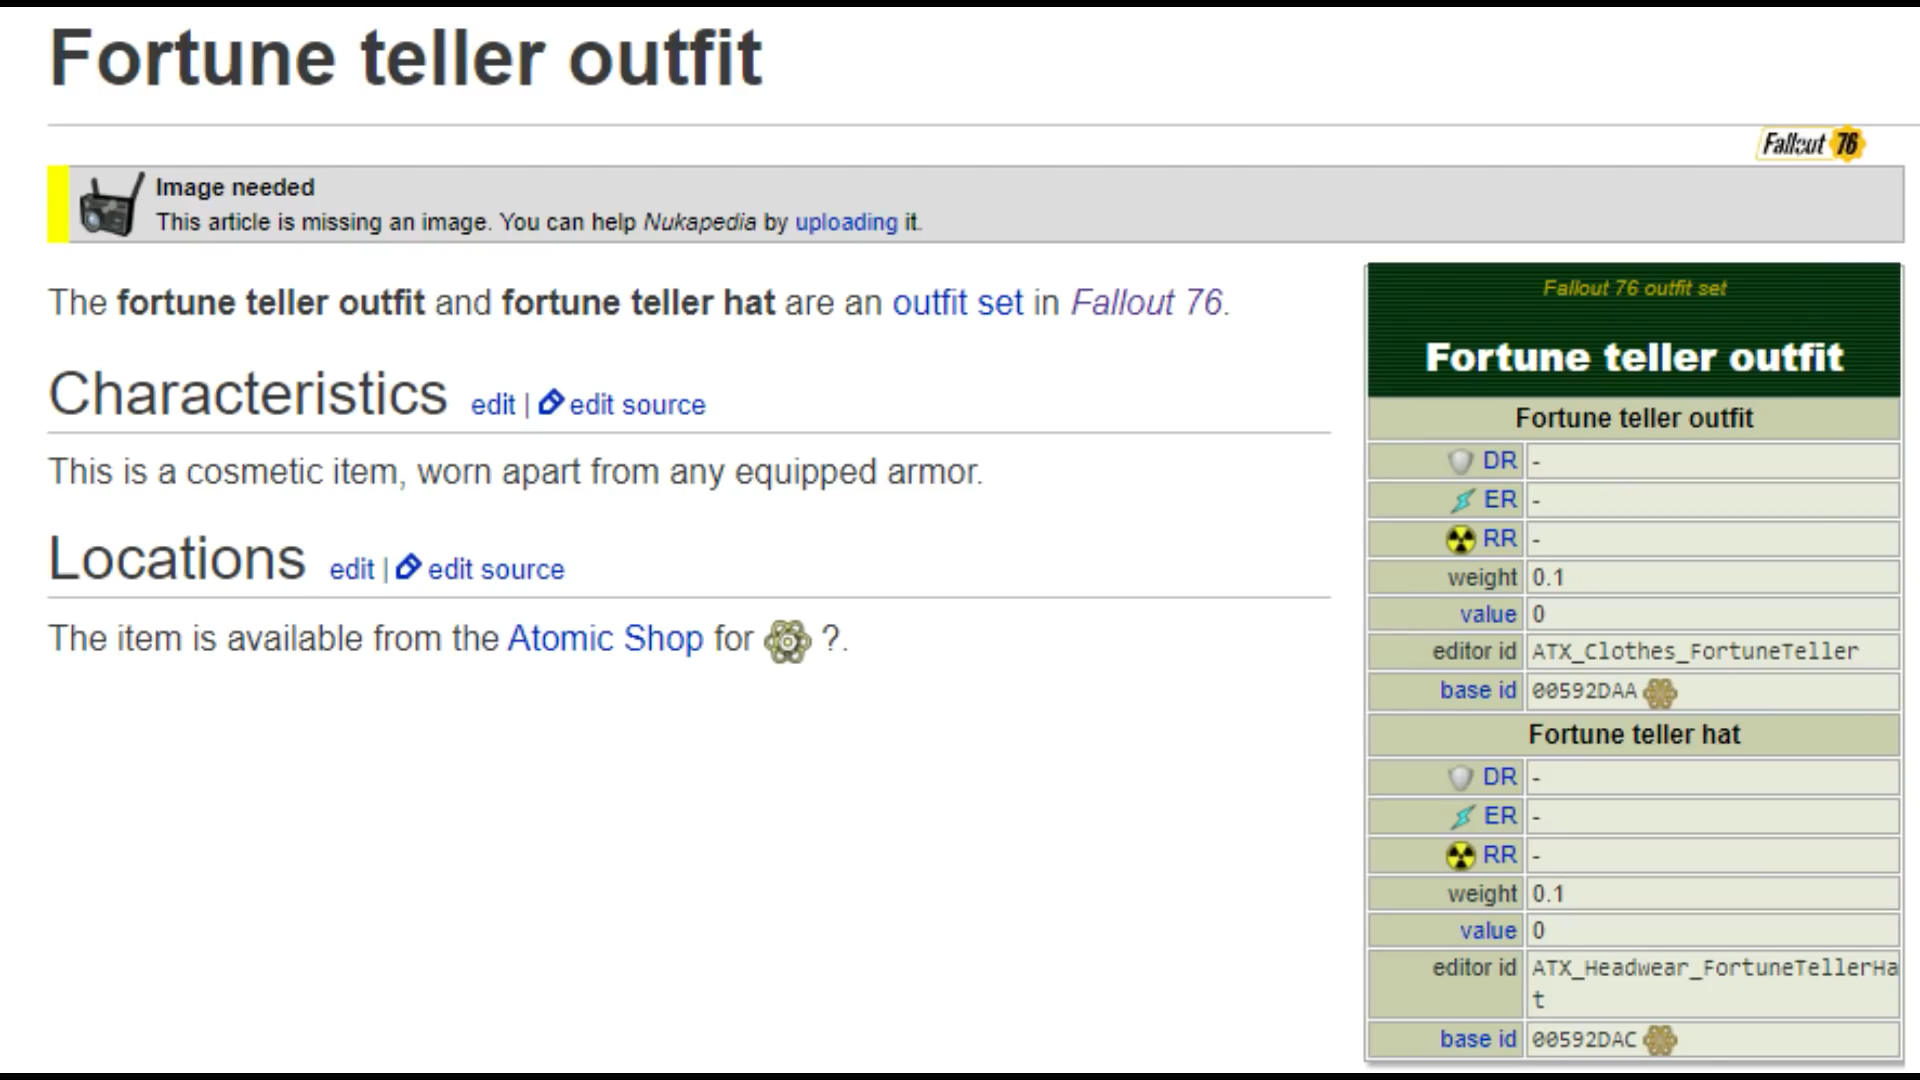 Fortune teller outfit
Fallout 76
Image needed
This article is missing an image. You can help Nukapedia by uploading it.
The fortune teller outfit and fortune teller hat are an outfit set in Fallout 76.
Characteristics edit | edit source
This is a cosmetic item, worn apart from any equipped armor.
Locations edit | edit source
The item is available from the Atomic Shop for ?.
Fallout 76 outfit set
Fortune teller outfit
Fortune teller outfit
DR -
ER -
RR -
weight 0.1
value 0
editor id ATX_Clothes_FortuneTeller
base id 00592DAA
Fortune teller hat
DR -
ER -
RR -
weight 0.1
value 0
editor id ATX_Headwear_FortuneTellerHa
t
base id 00592DAC